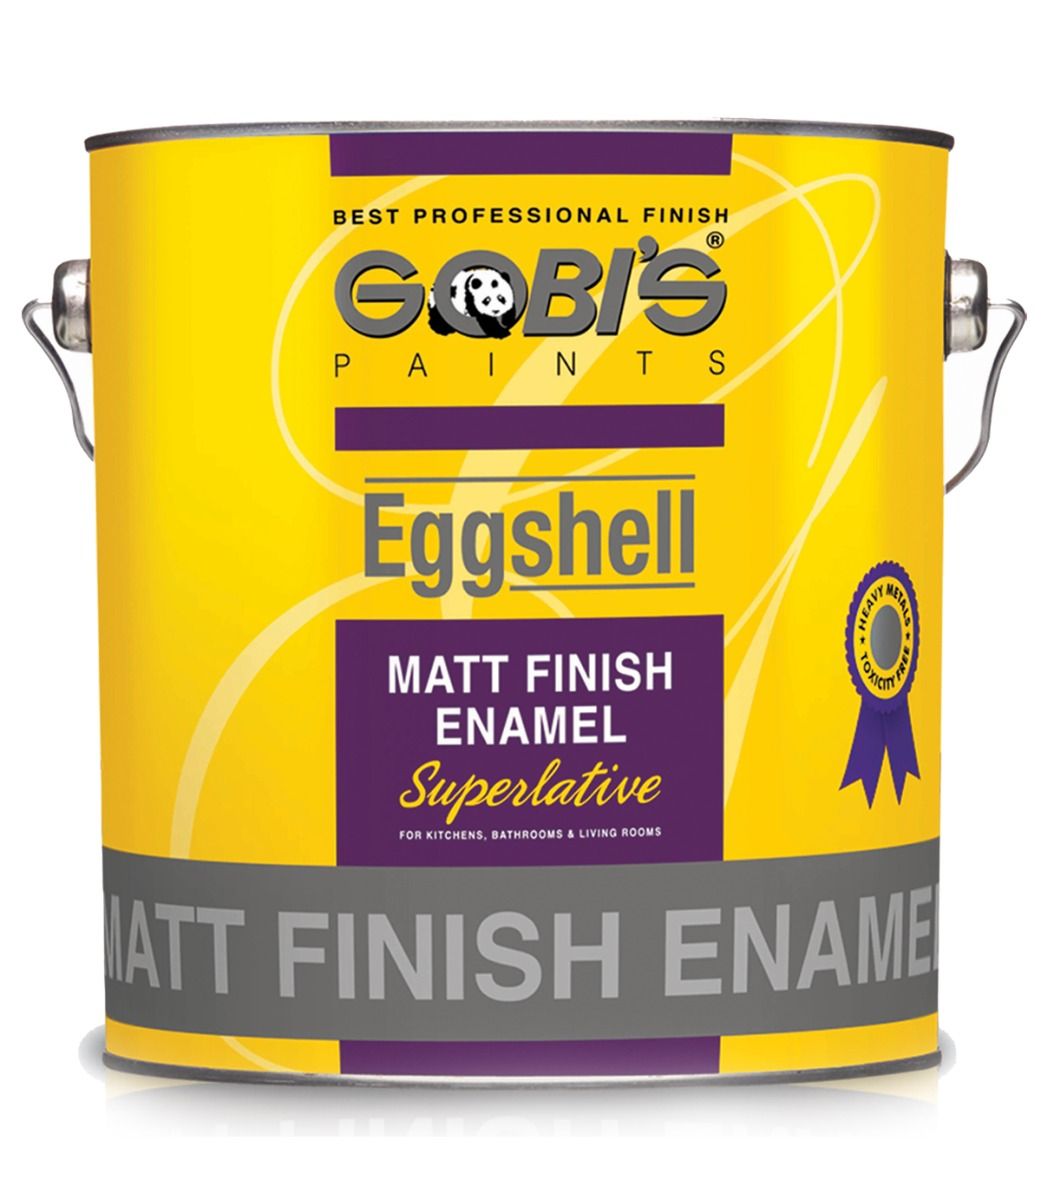 BEST PROFESSIONAL FINISH
GOBI'S®
PAINTS
Eggshell
MATT FINISH
ENAMEL
Superlative
FOR KITCHENS, BATHROOMS & LIVING ROOMS
HEAVY METALS
TOXICITY FREE
MATT FINISH ENAMEL